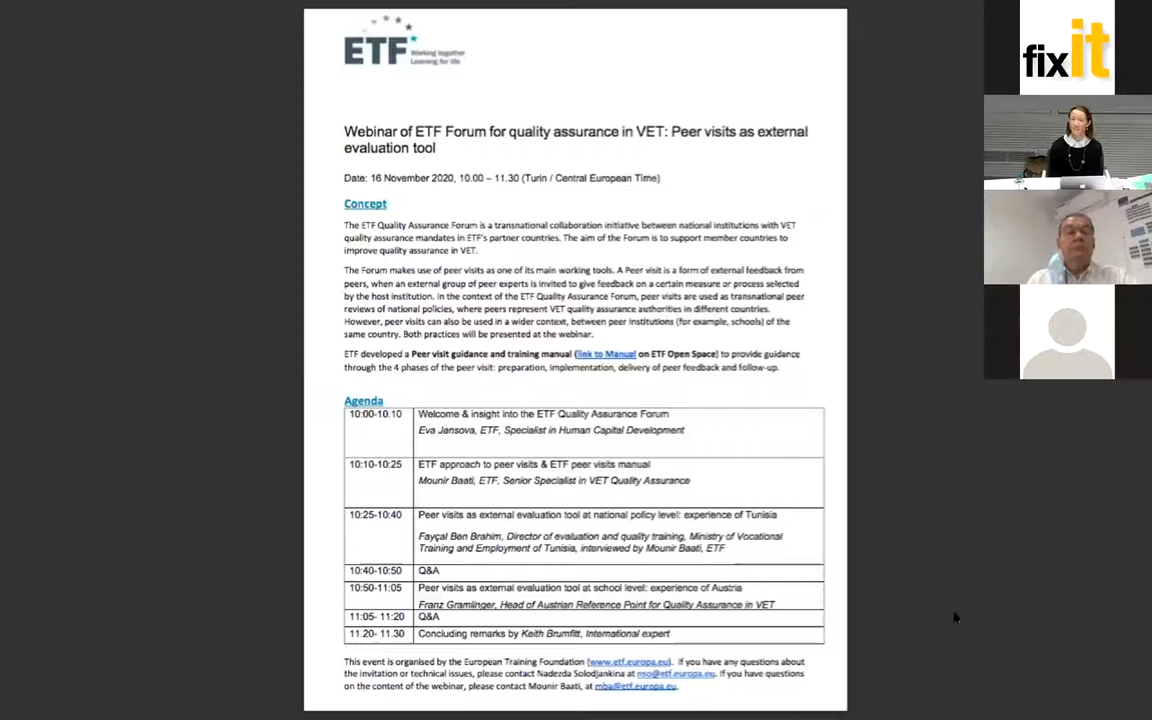 ETF
Working together
Learning for life
fixit
Webinar of ETF Forum for quality assurance in VET: Peer visits as external
evaluation tool
Date: 16 November 2020, 10.00 – 11.30 (Turin / Central European Time)
Concept
The ETF Quality Assurance Forum is a transnational collaboration initiative between national institutions with VET
quality assurance mandates in ETF's partner countries. The aim of the Forum is to support member countries to
improve quality assurance in VET.
The Forum makes use of peer visits as one of its main working tools. A Peer visit is a form of external feedback from
peers, when an external group of peer experts is invited to give feedback on a certain measure or process selected
by the host institution. In the context of the ETF Quality Assurance Forum, peer visits are used as transnational peer
reviews of national policies, where peers represent VET quality assurance authorities in different countries.
However, peer visits can also be used in a wider context, between peer institutions (for example, schools) of the
same country. Both practices will be presented at the webinar.
ETF developed a Peer visit guidance and training manual (link to Manual on ETF Open Space) to provide guidance
through the 4 phases of the peer visit: preparation, implementation, delivery of peer feedback and follow-up.
Agenda
10:00-10.10 Welcome & insight into the ETF Quality Assurance Forum
Eva Jansova, ETF, Specialist in Human Capital Development
10:10-10:25 ETF approach to peer visits & ETF peer visits manual
Mounir Baati, ETF, Senior Specialist in VET Quality Assurance
10:25-10:40 Peer visits as external evaluation tool at national policy level: experience of Tunisia
Fayçal Ben Brahim, Director of evaluation and quality training, Ministry of Vocational
Training and Employment of Tunisia, interviewed by Mounir Baati, ETF
10:40-10:50 Q&A
10:50-11:05 Peer visits as external evaluation tool at school level: experience of Austria
Franz Gramlinger, Head of Austrian Reference Point for Quality Assurance in VET
11:05- 11:20 Q&A
11.20- 11.30 Concluding remarks by Keith Brumfitt, International expert
This event is organised by the European Training Foundation (www.etf.europa.eu). If you have any questions about
the invitation or technical issues, please contact Nadezda Solodjankina at nso@etf.europa.eu. If you have questions
on the content of the webinar, please contact Mounir Baati, at mba@etf.europa.eu.